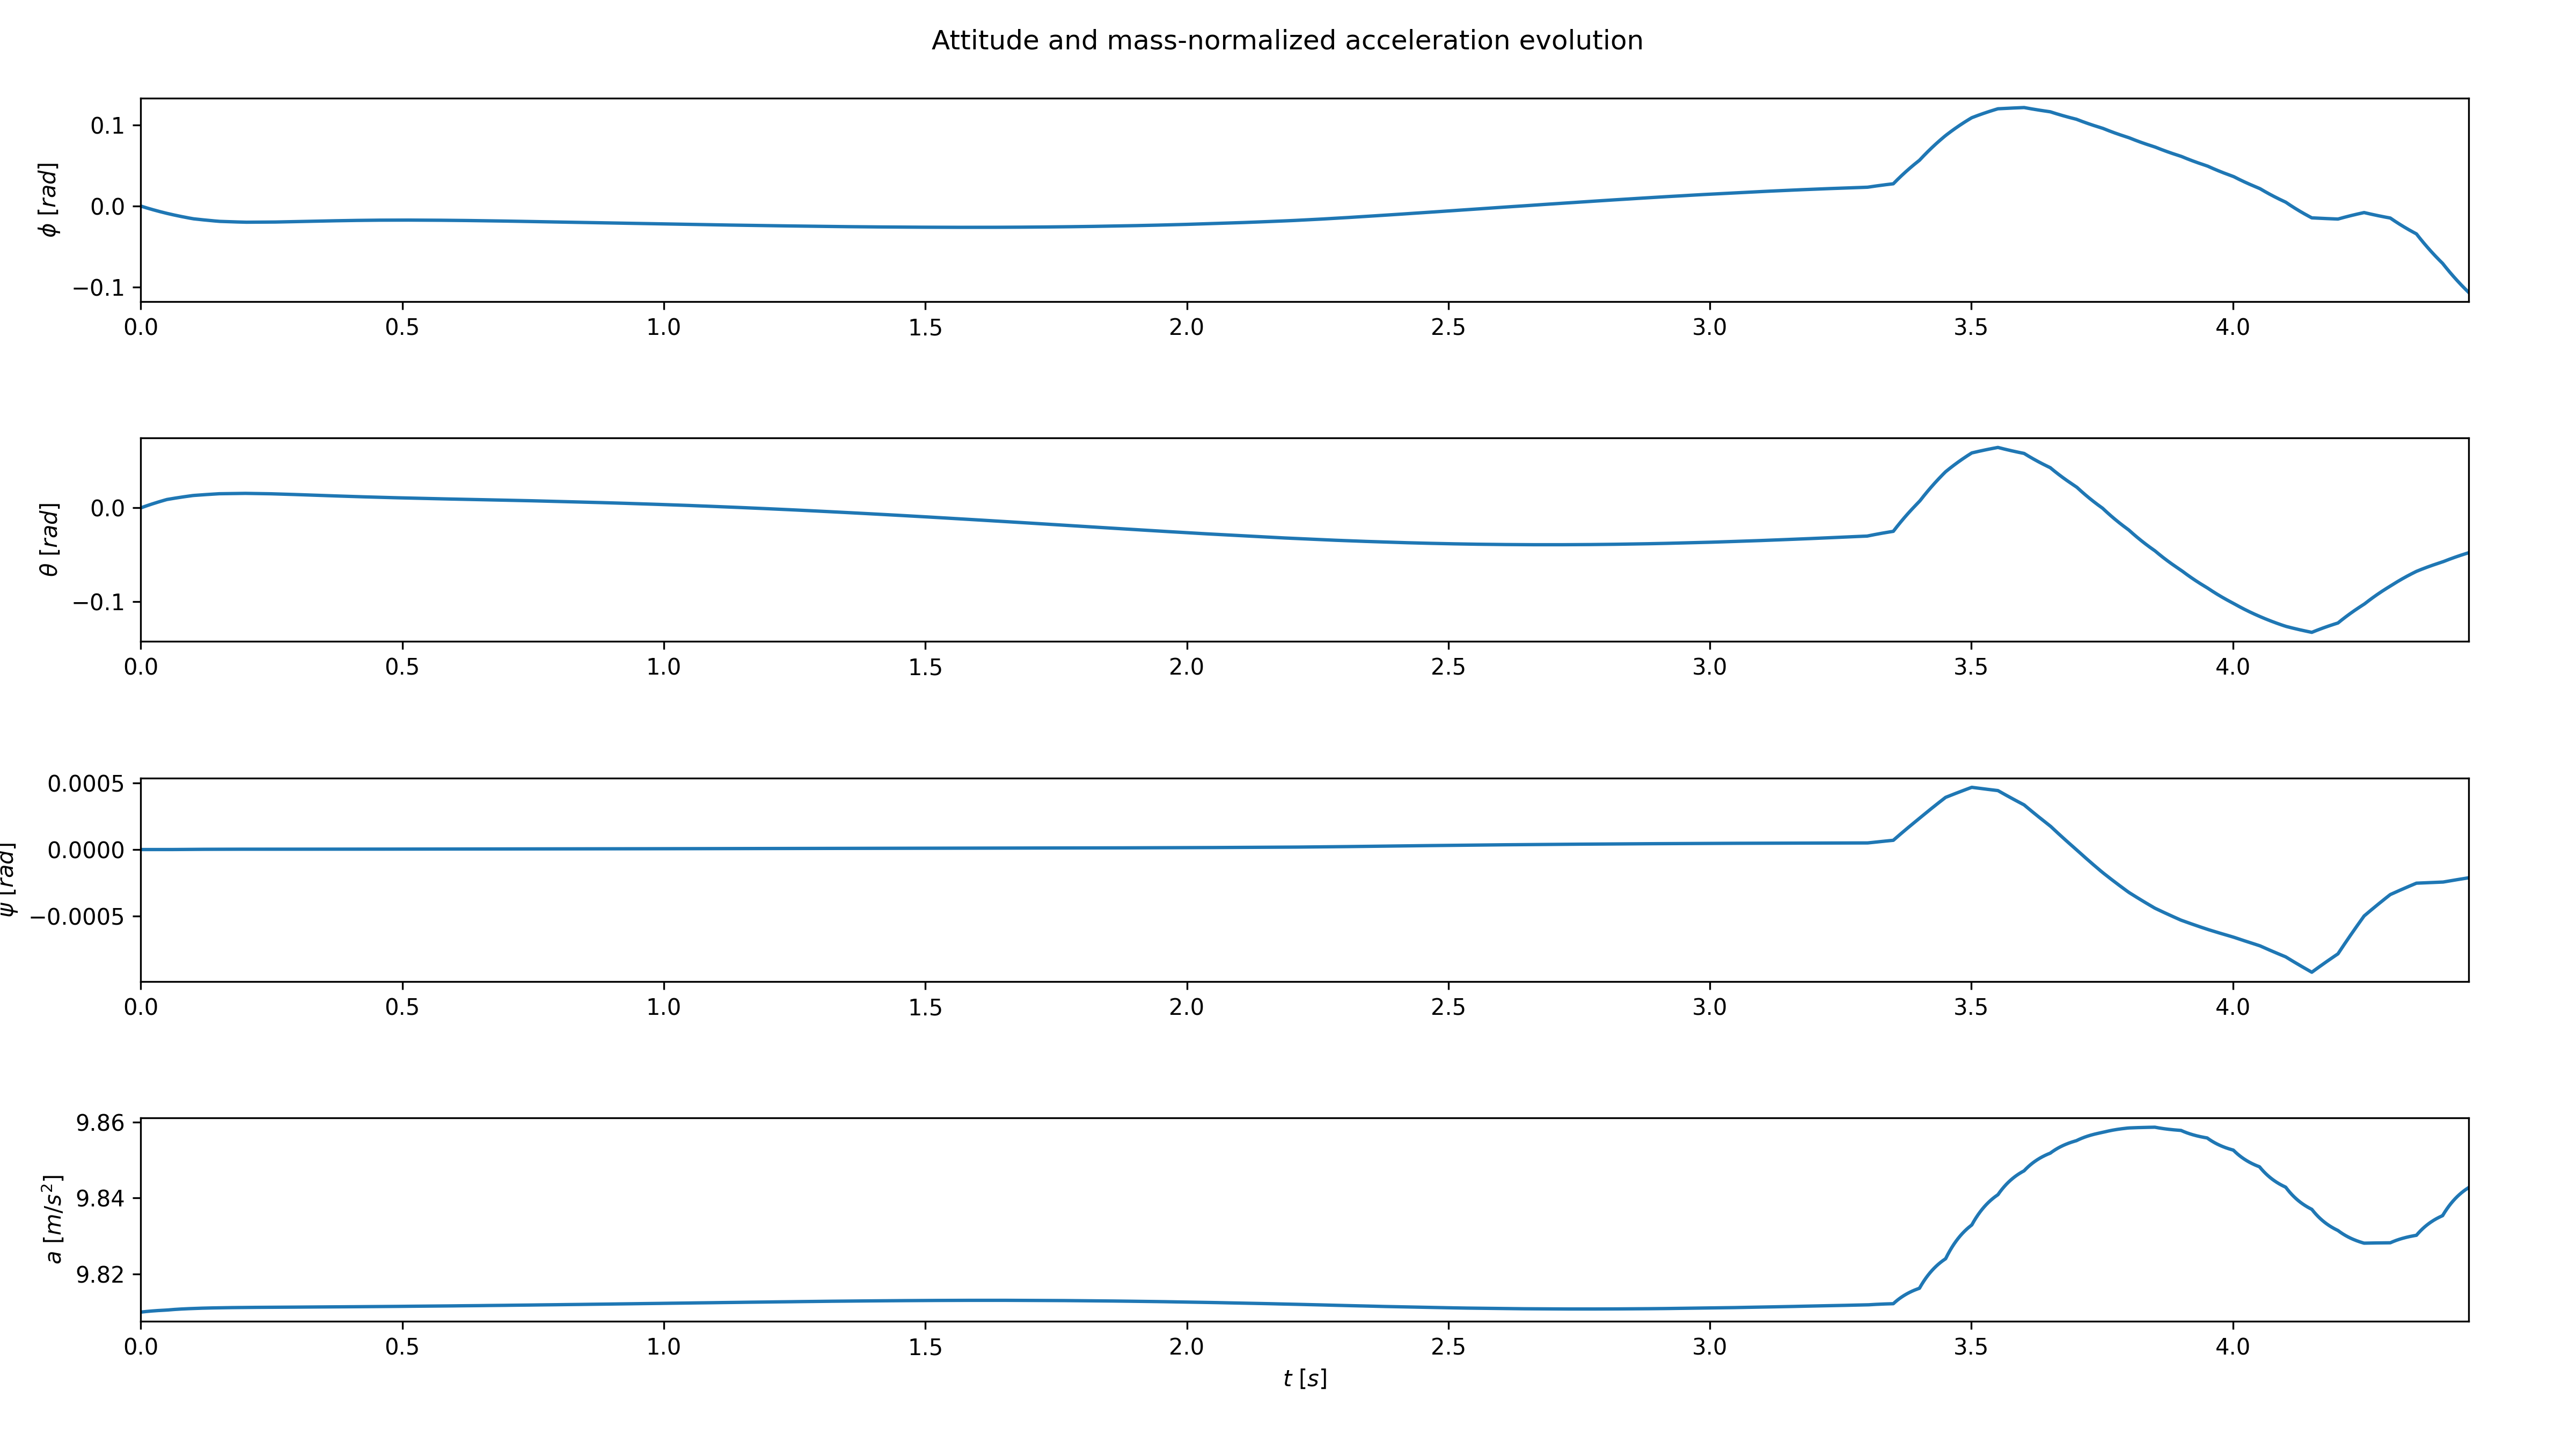 Attitude and mass-normalized acceleration evolution
ϕ [rad]
0.1
0.0
−0.1
0.0 0.5 1.0 1.5 2.0 2.5 3.0 3.5 4.0
θ [rad]
0.0
−0.1
0.0 0.5 1.0 1.5 2.0 2.5 3.0 3.5 4.0
ψ [rad]
0.0005
0.0000
−0.0005
0.0 0.5 1.0 1.5 2.0 2.5 3.0 3.5 4.0
a [m/s²]
9.86
9.84
9.82
0.0 0.5 1.0 1.5 2.0 2.5 3.0 3.5 4.0
t [s]